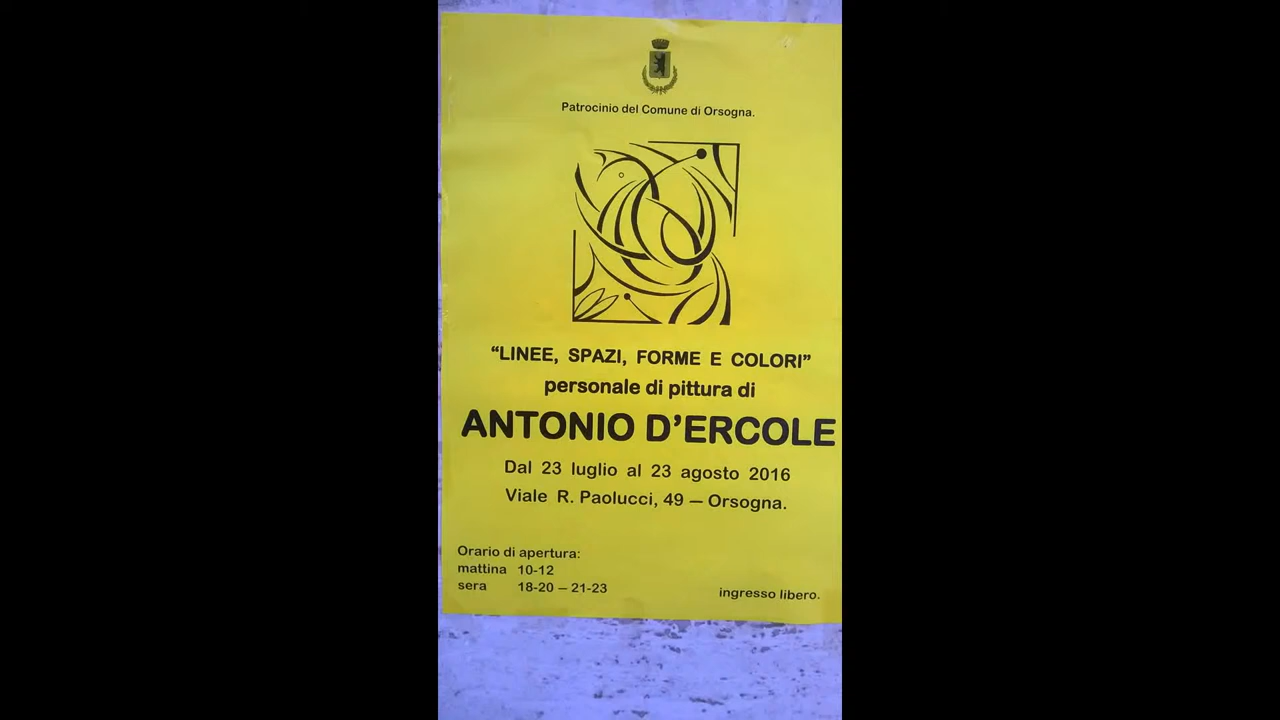 Patrocinio del Comune di Orsogna.
“LINEE, SPAZI, FORME E COLORI”
personale di pittura di
ANTONIO D’ERCOLE
Dal 23 luglio al 23 agosto 2016
Viale R. Paolucci, 49 – Orsogna.
Orario di apertura:
mattina 10-12
sera 18-20 – 21-23
ingresso libero.